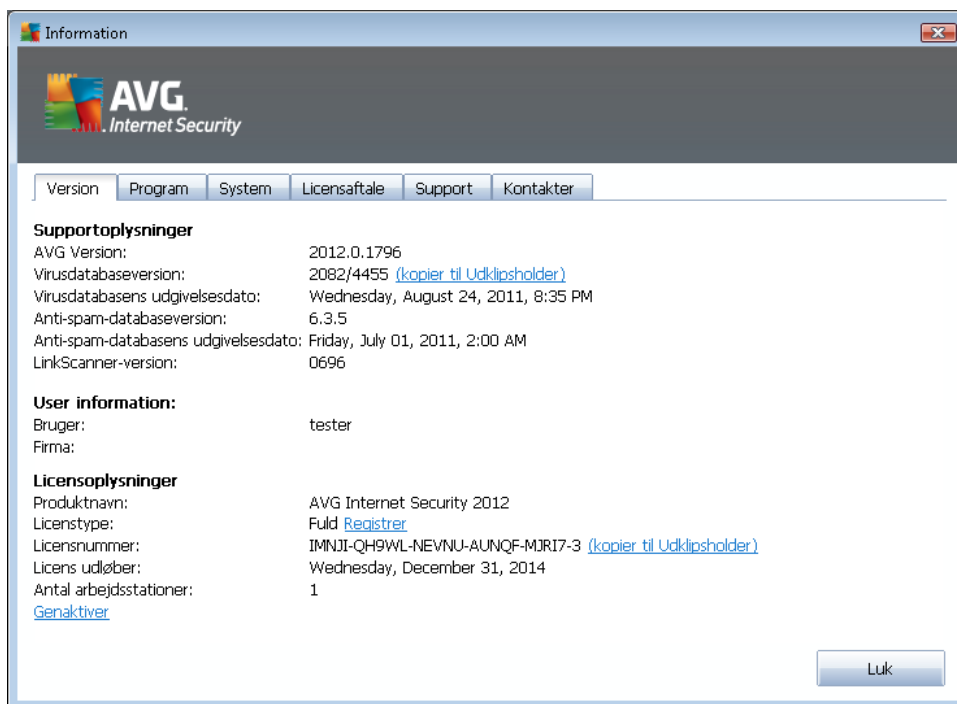 Information
AVG.
Internet Security
Version Program System Licensaftale Support Kontakter
Supportoplysninger
AVG Version: 2012.0.1796
Virusdatabaseversion: 2082/4455 (kopier til Udklipsholder)
Virusdatabasens udgivelsesdato: Wednesday, August 24, 2011, 8:35 PM
Anti-spam-databaseversion: 6.3.5
Anti-spam-databasens udgivelsesdato: Friday, July 01, 2011, 2:00 AM
LinkScanner-version: 0696
User information:
Bruger: tester
Firma:
Licensoplysninger
Produktnavn: AVG Internet Security 2012
Licenstype: Fuld Registrer
Licensnummer: IMNJI-QH9WL-NEVNU-AUNQF-MJRI7-3 (kopier til Udklipsholder)
Licens udløber: Wednesday, December 31, 2014
Antal arbejdsstationer: 1
Genaktiver
Luk